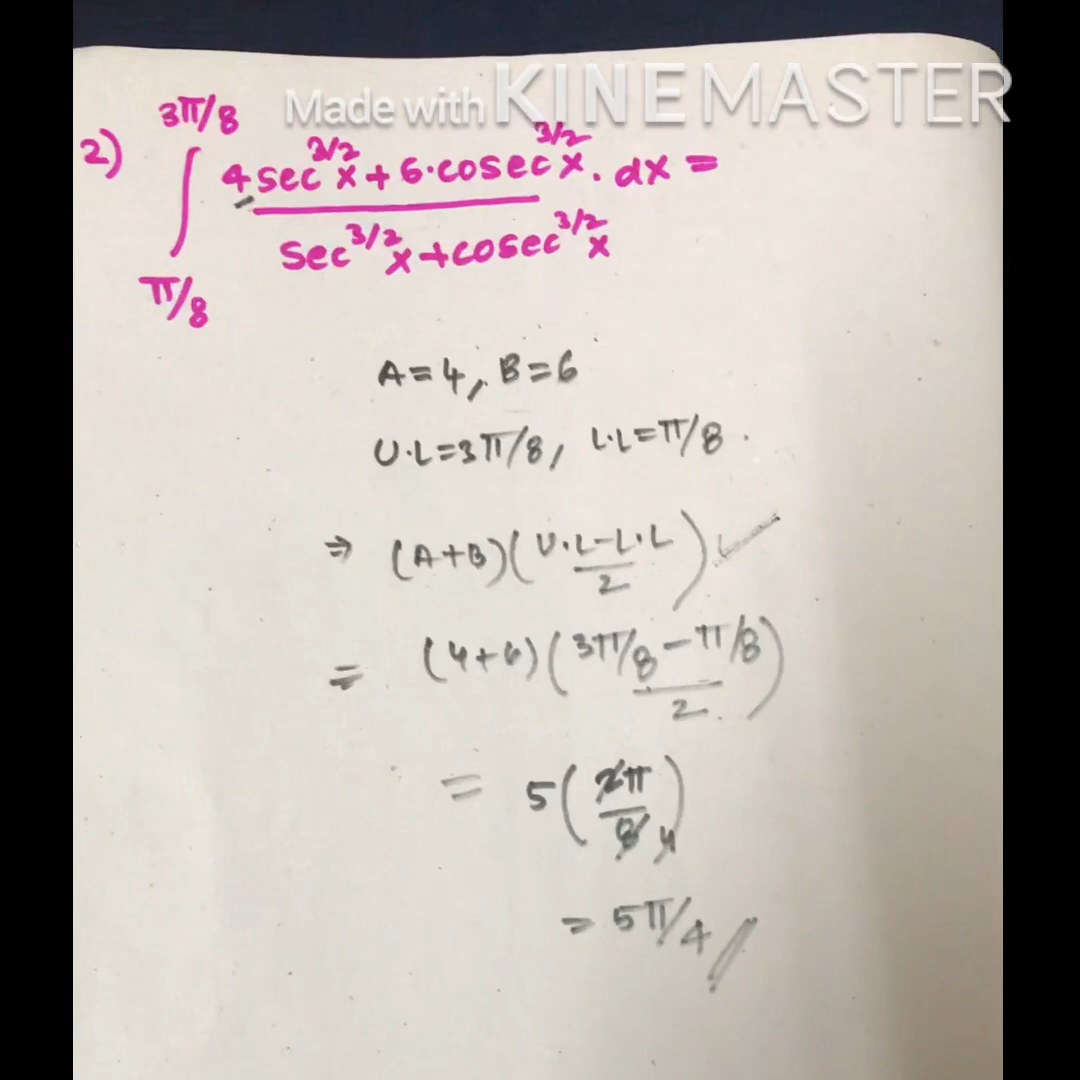 Made with KINEMASTER
2) ∫_{π/8}^{3π/8} (4sec^{3/2}x + 6·cosec^{3/2}x)/(sec^{3/2}x + cosec^{3/2}x) . dx =
A = 4, B = 6
U·L = 3π/8, L·L = π/8 .
⇒ (A+B)((U·L-L·L)/2) ✓
= (4+6)((3π/8 - π/8)/2)
= 5(2π/8 4)
= 5π/4 //